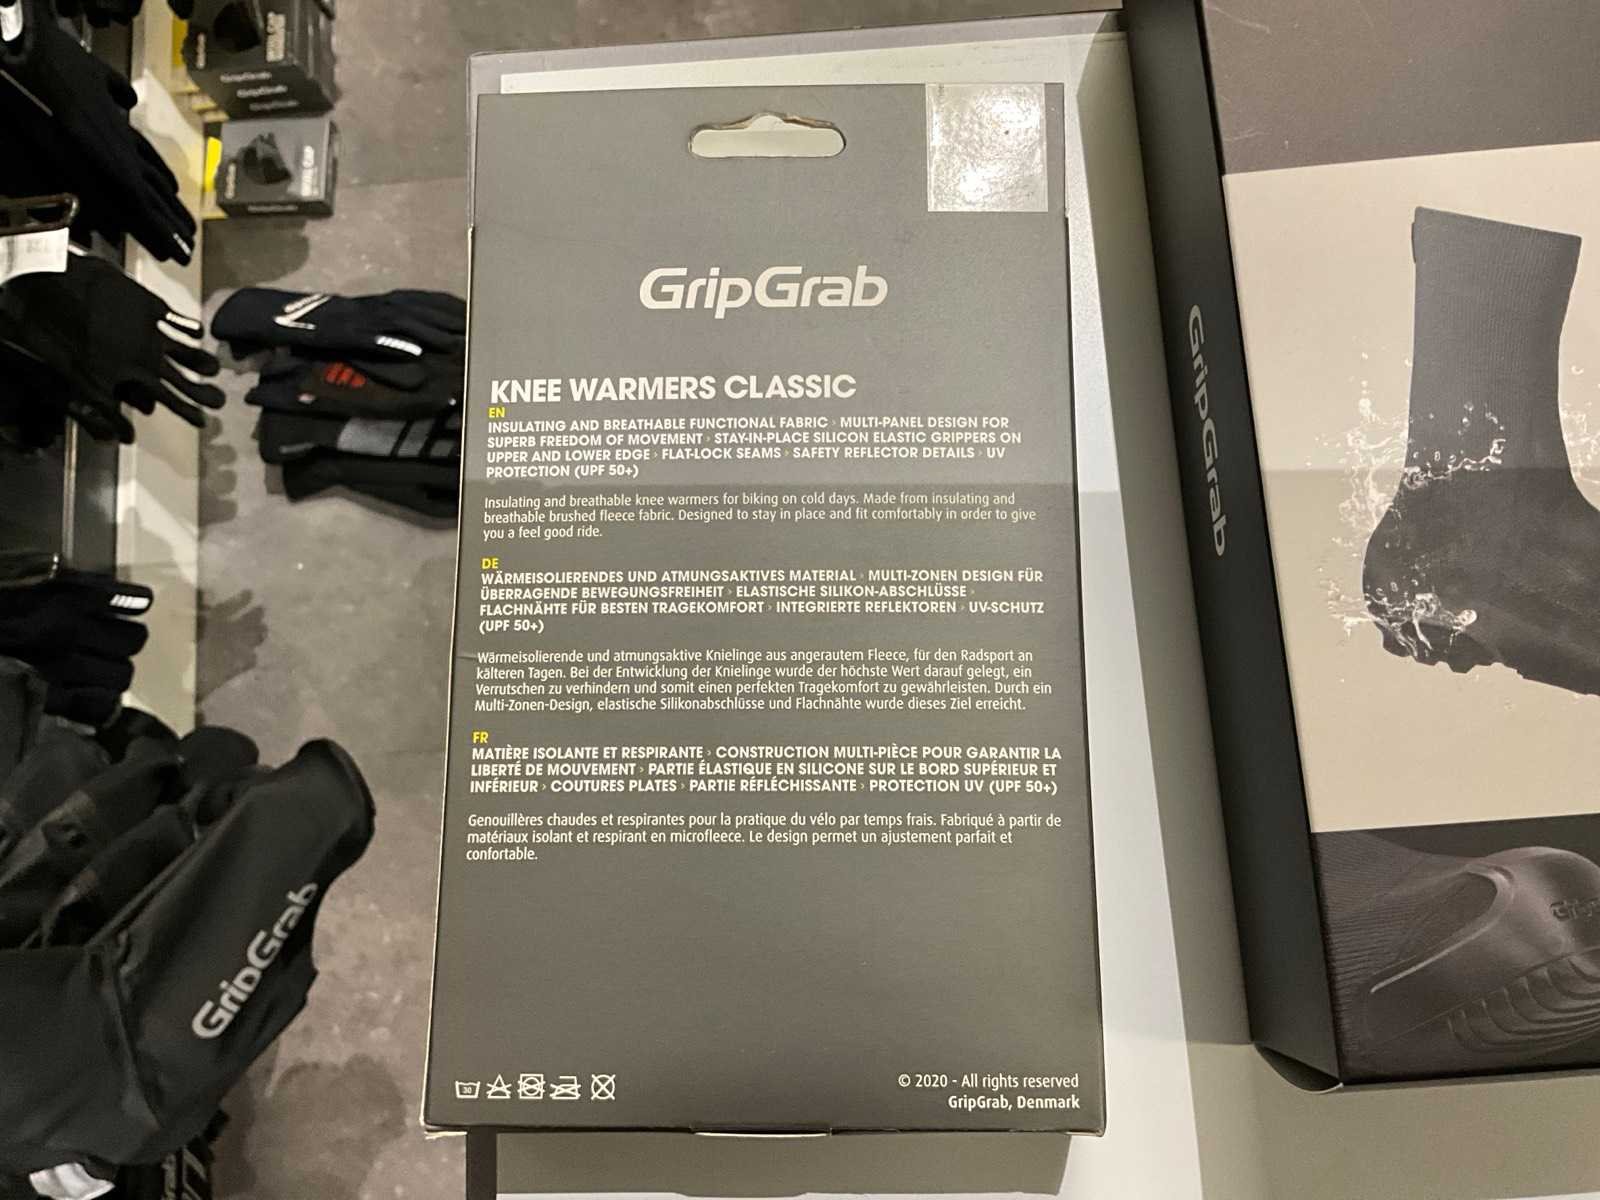 GripGrab
KNEE WARMERS CLASSIC
EN
INSULATING AND BREATHABLE FUNCTIONAL FABRIC › MULTI-PANEL DESIGN FOR
SUPERB FREEDOM OF MOVEMENT › STAY-IN-PLACE SILICON ELASTIC GRIPPERS ON
UPPER AND LOWER EDGE › FLAT-LOCK SEAMS › SAFETY REFLECTOR DETAILS › UV
PROTECTION (UPF 50+)
Insulating and breathable knee warmers for biking on cold days. Made from insulating and
breathable brushed fleece fabric. Designed to stay in place and fit comfortably in order to give
you a feel good ride.
DE
WÄRMEISOLIERENDES UND ATMUNGSAKTIVES MATERIAL › MULTI-ZONEN DESIGN FÜR
ÜBERRAGENDE BEWEGUNGSFREIHEIT › ELASTISCHE SILIKON-ABSCHLÜSSE ›
FLACHNÄHTE FÜR BESTEN TRAGEKOMFORT › INTEGRIERTE REFLEKTOREN › UV-SCHUTZ
(UPF 50+)
Wärmeisolierende und atmungsaktive Knielinge aus angerautem Fleece, für den Radsport an
kälteren Tagen. Bei der Entwicklung der Knielinge wurde der höchste Wert darauf gelegt, ein
Verrutschen zu verhindern und somit einen perfekten Tragekomfort zu gewährleisten. Durch ein
Multi-Zonen-Design, elastische Silikonabschlüsse und Flachnähte wurde dieses Ziel erreicht.
FR
MATIÈRE ISOLANTE ET RESPIRANTE › CONSTRUCTION MULTI-PIÈCE POUR GARANTIR LA
LIBERTÉ DE MOUVEMENT › PARTIE ÉLASTIQUE EN SILICONE SUR LE BORD SUPÉRIEUR ET
INFÉRIEUR › COUTURES PLATES › PARTIE RÉFLÉCHISSANTE › PROTECTION UV (UPF 50+)
Genouillères chaudes et respirantes pour la pratique du vélo par temps frais. Fabriqué à partir de
matériaux isolant et respirant en microfleece. Le design permet un ajustement parfait et
confortable.
30
© 2020 - All rights reserved
GripGrab, Denmark
GripGrab
GripGrab
GripGrab
GripGrab